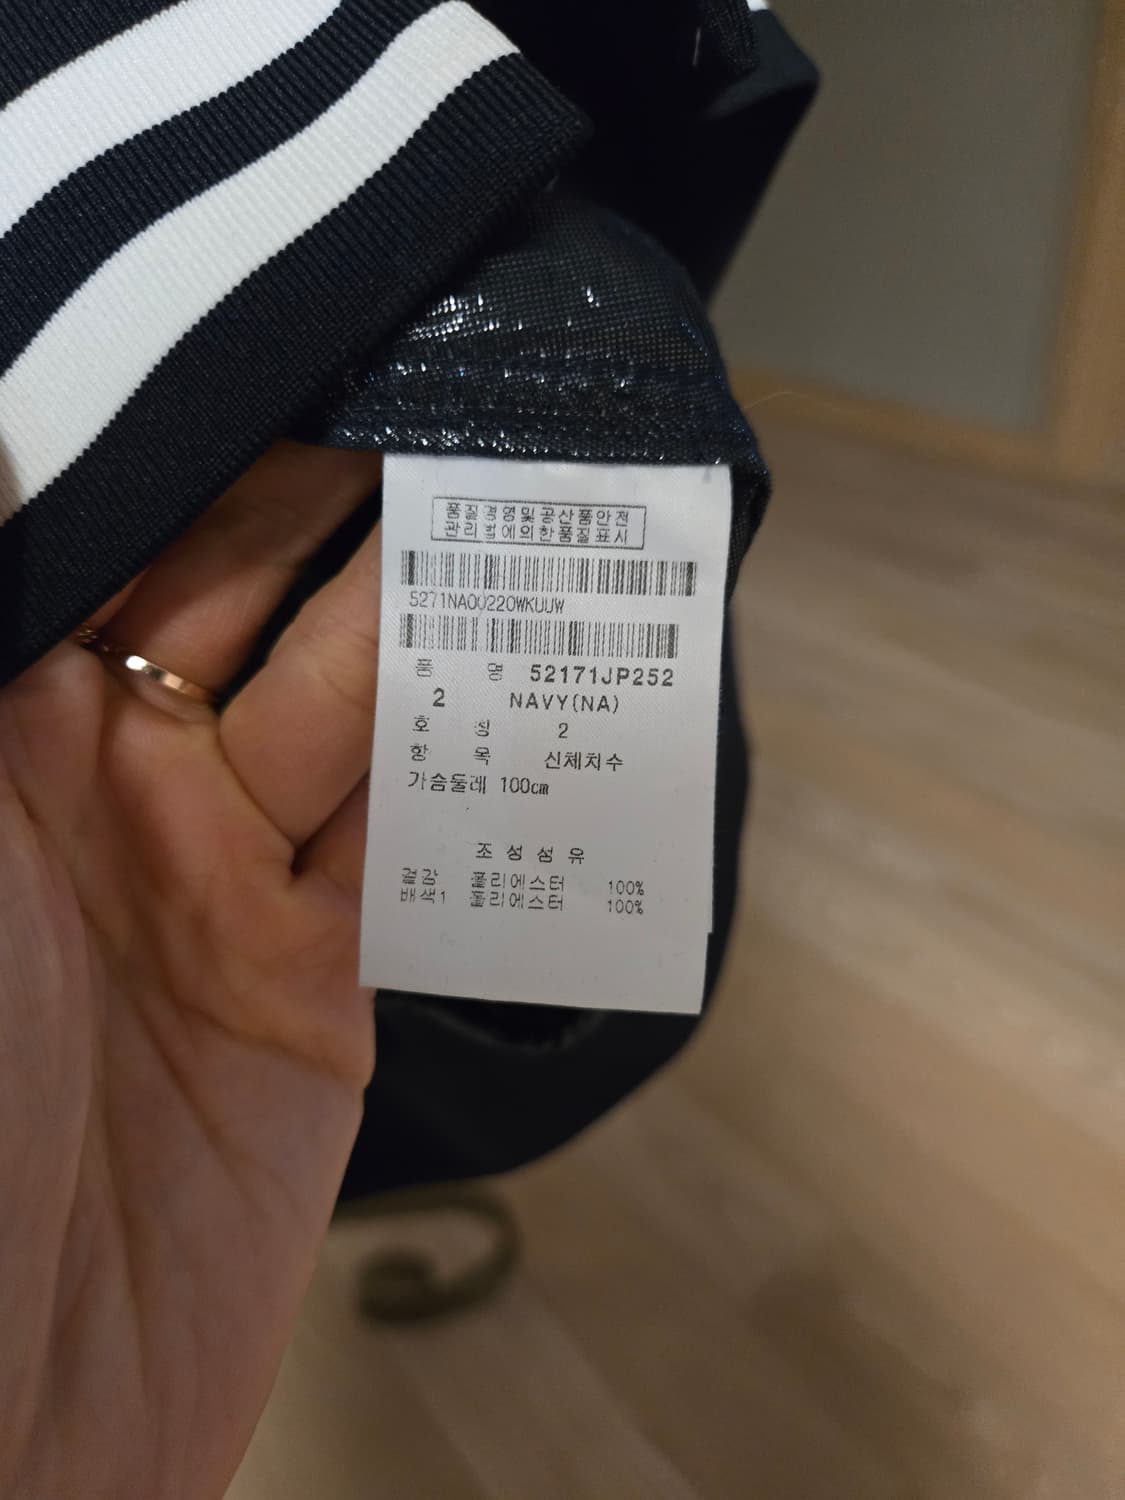 품질경영및공산품안전
관리법에의한품질표시
5271NA00220WKUUW
품 명 52171JP252
2 NAVY(NA)
호 칭 2
항 목 신체치수
가슴둘레 100㎝
조 성 섬 유
겉감 폴리에스터 100%
배색1 폴리에스터 100%